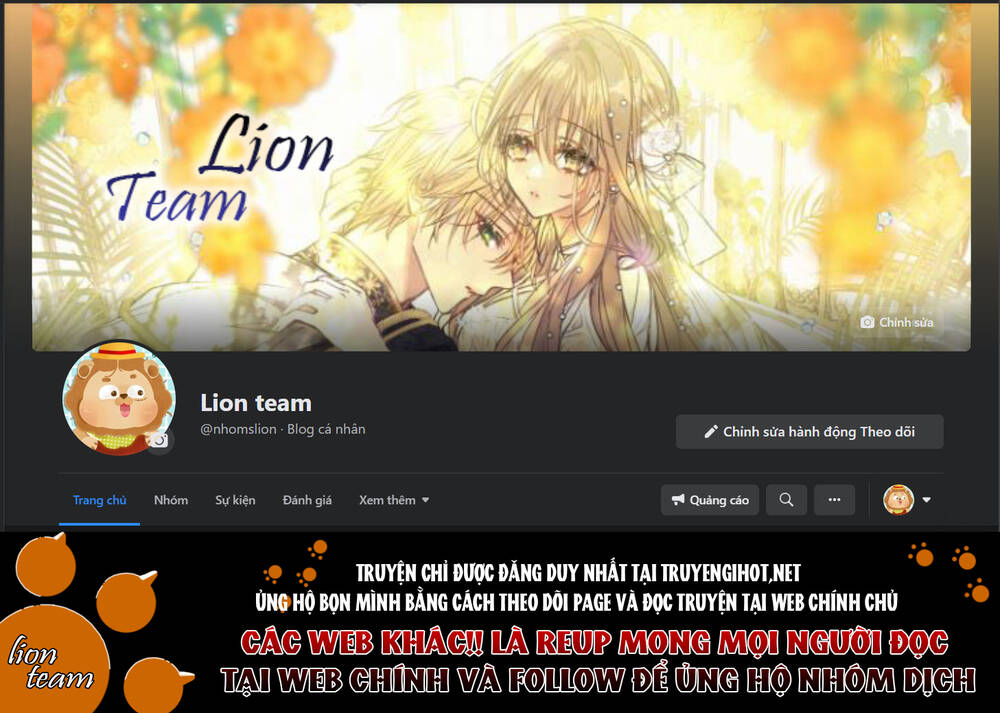 Lion
Team
Chỉnh sửa
Lion team
@nhomslion · Blog cá nhân
Chỉnh sửa hành động Theo dõi
Trang chủ Nhóm Sự kiện Đánh giá Xem thêm Quảng cáo
TRUYỆN CHỈ ĐƯỢC ĐĂNG DUY NHẤT TẠI TRUYENGIHOT,NET
ỦNG HỘ BỌN MÌNH BẰNG CÁCH THEO DÕI PAGE VÀ ĐỌC TRUYỆN TẠI WEB CHÍNH CHỦ
CÁC WEB KHÁC!! LÀ REUP MONG MỌI NGƯỜI ĐỌC
TẠI WEB CHÍNH VÀ FOLLOW ĐỂ ỦNG HỘ NHÓM DỊCH
lion
team